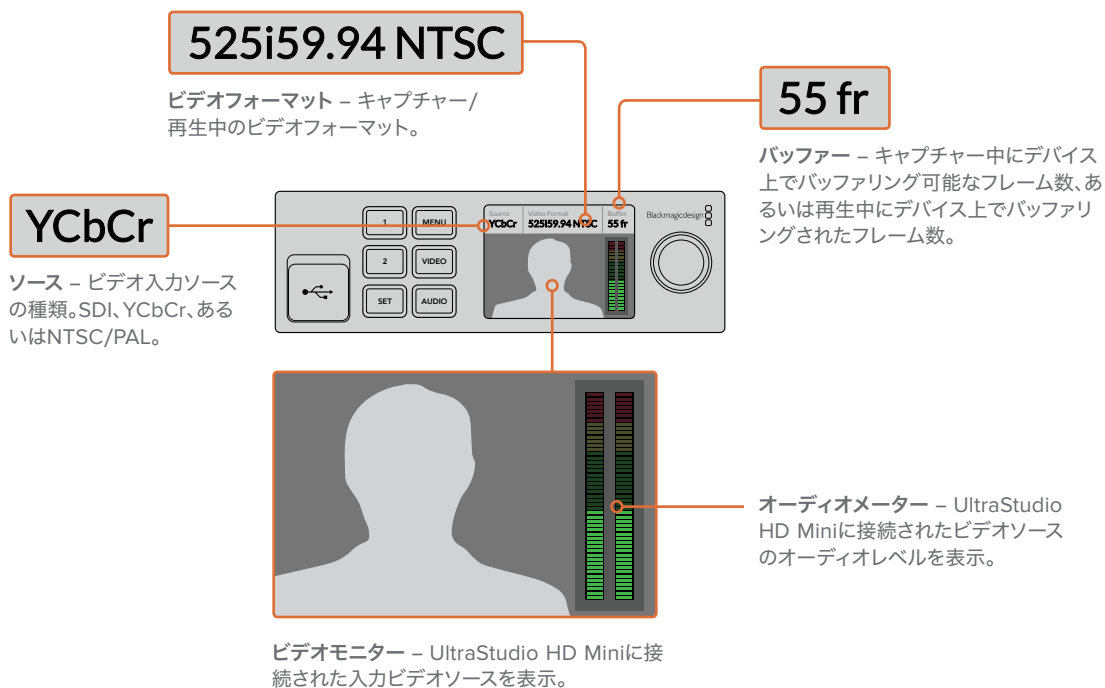 525i59.94 NTSC
ビデオフォーマット – キャプチャー/
再生中のビデオフォーマット。
55 fr
バッファー – キャプチャー中にデバイス
上でバッファリング可能なフレーム数、あ
るいは再生中にデバイス上でバッファリ
ングされたフレーム数。
YCbCr
ソース – ビデオ入力ソース
の種類。SDI、YCbCr、ある
いはNTSC/PAL。
1
MENU
2
VIDEO
SET
AUDIO
Source
Video Format
Buffer
YCbCr
525I59.94 NTSC
55 fr
Blackmagicdesign
オーディオメーター – UltraStudio
HD Miniに接続されたビデオソース
のオーディオレベルを表示。
ビデオモニター – UltraStudio HD Miniに接
続された入力ビデオソースを表示。